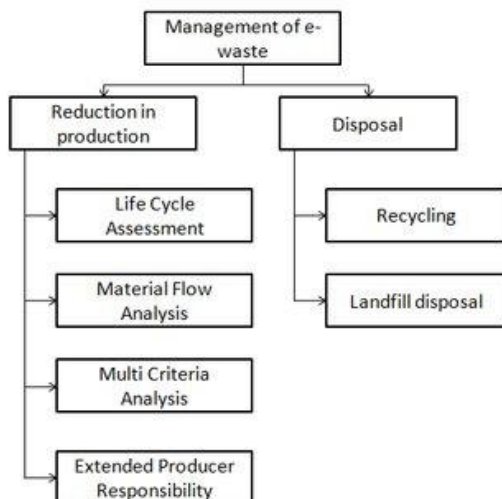 Management of e-
waste
Reduction in
production
Disposal
Life Cycle
Assessment
Recycling
Material Flow
Analysis
Landfill disposal
Multi Criteria
Analysis
Extended Producer
Responsibility